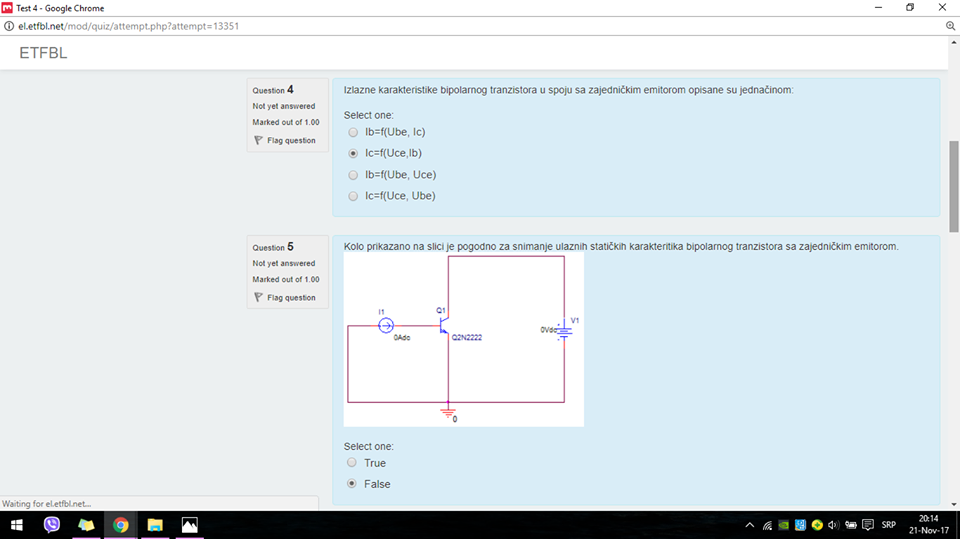 Test 4 - Google Chrome
el.etfbl.net/mod/quiz/attempt.php?attempt=13351
ETFBL
Question 4
Not yet answered
Marked out of 1.00
Flag question
Izlazne karakteristike bipolarnog tranzistora u spoju sa zajedničkim emitorom opisane su jednačinom:
Select one:
Ib=f(Ube, Ic)
Ic=f(Uce,Ib)
Ib=f(Ube, Uce)
Ic=f(Uce, Ube)
Question 5
Not yet answered
Marked out of 1.00
Flag question
Kolo prikazano na slici je pogodno za snimanje ulaznih statičkih karakteritika bipolarnog tranzistora sa zajedničkim emitorom.
I1
0Adc
Q1
Q2N2222
V1
0Vdc
0
Select one:
True
False
Waiting for el.etfbl.net...
SRP
20:14
21-Nov-17